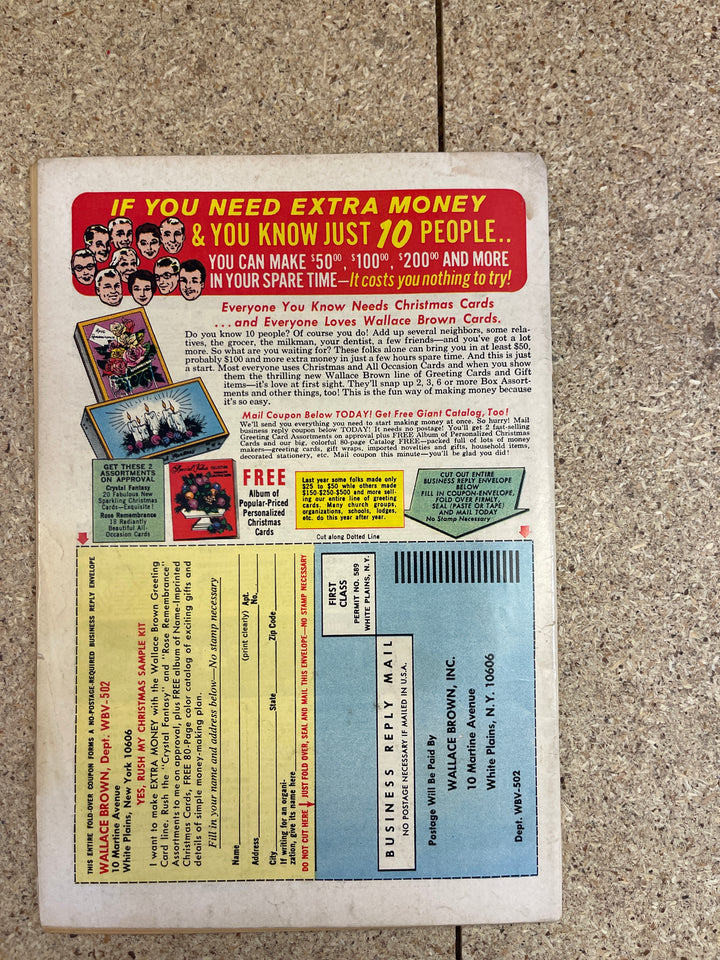 IF YOU NEED EXTRA MONEY
& YOU KNOW JUST 10 PEOPLE..
YOU CAN MAKE $50⁰⁰, $100⁰⁰, $200⁰⁰ AND MORE
IN YOUR SPARE TIME—It costs you nothing to try!
Everyone You Know Needs Christmas Cards
...and Everyone Loves Wallace Brown Cards.
Do you know 10 people? Of course you do! Add up several neighbors, some rela-
tives, the grocer, the milkman, your dentist, a few friends—and you've got a lot
more. So what are you waiting for? These folks alone can bring you in at least $50,
probably $100 and more extra money in just a few hours spare time. And this is just
a start. Most everyone uses Christmas and All Occasion Cards and when you show
them the thrilling new Wallace Brown line of Greeting Cards and Gift
items—it's love at first sight. They'll snap up 2, 3, 6 or more Box Assort-
ments and other things, too! This is the fun way of making money because
it's so easy.
Mail Coupon Below TODAY! Get Free Giant Catalog, Too!
We'll send you everything you need to start making money at once. So hurry! Mail
business reply coupon below TODAY! It needs no postage! You'll get 2 fast-selling
Greeting Card Assortments on approval plus FREE Album of Personalized Christmas
Cards and our big, colorful 80-page Catalog FREE—packed full of lots of money
makers—greeting cards, gift wraps, imported novelties and gifts, household items,
decorated stationery, etc. Mail coupon this minute—you'll be glad you did!
GET THESE 2
ASSORTMENTS
ON APPROVAL
Crystal Fantasy
20 Fabulous New
Sparkling Christmas
Cards—Exquisite!
Rose Remembrance
18 Radiantly
Beautiful All-
Occasion Cards
FREE
Album of
Popular-Priced
Personalized
Christmas
Cards
Last year some folks made only
$25 to $50 while others made
$150-$250-$500 and more sell-
ing our entire line of greeting
cards. Many church groups,
organizations, schools, lodges,
etc. do this year after year.
CUT OUT ENTIRE
BUSINESS REPLY ENVELOPE
BELOW
FILL IN COUPON-ENVELOPE,
FOLD OVER FIRMLY,
SEAL (PASTE OR TAPE)
AND MAIL TODAY
No Stamp Necessary
Cut along Dotted Line
THIS ENTIRE FOLD-OVER COUPON FORMS A NO-POSTAGE-REQUIRED BUSINESS REPLY ENVELOPE
WALLACE BROWN, Dept. WBV-502
10 Martine Avenue
White Plains, New York 10606
YES, RUSH MY CHRISTMAS SAMPLE KIT
I want to make EXTRA MONEY with the Wallace Brown Greeting
Card line. Rush the "Crystal Fantasy" and "Rose Remembrance"
Assortments to me on approval, plus FREE album of Name-Imprinted
Christmas Cards, FREE 80-Page color catalog of exciting gifts and
details of simple money-making plan.
Fill in your name and address below—No stamp necessary
Name
(print clearly) Apt.
No.
Address
City State Zip Code
If writing for an organi-
zation, give its name here
DO NOT CUT HERE JUST FOLD OVER, SEAL AND MAIL THIS ENVELOPE—NO STAMP NECESSARY
FIRST
CLASS
PERMIT NO. 589
WHITE PLAINS, N.Y.
BUSINESS REPLY MAIL
NO POSTAGE NECESSARY IF MAILED IN U.S.A.
Postage Will Be Paid By
WALLACE BROWN, INC.
10 Martine Avenue
White Plains, N.Y. 10606
Dept. WBV-502